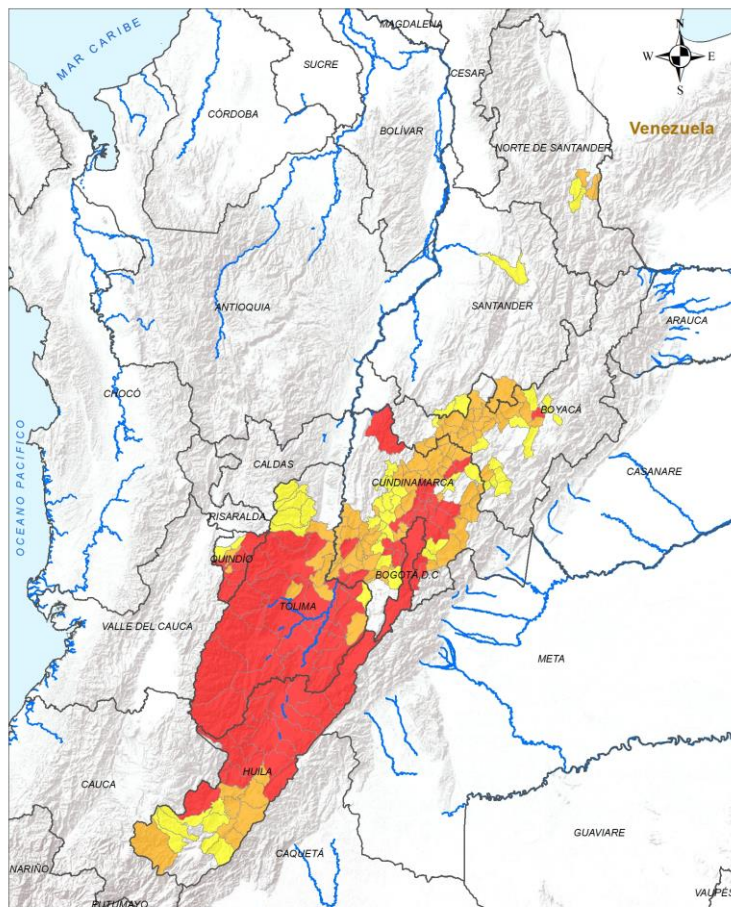 MAGDALENA
N
MAR CARIBE
SUCRE
CESAR
W
E
S
CÓRDOBA
BOLÍVAR
Venezuela
NORTE DE SANTANDER
ANTIOQUIA
SANTANDER
ARAUCA
CHOCÓ
BOYACÁ
OCEANO PACIFICO
CALDAS
CUNDINAMARCA
CASANARE
RISARALDA
QUINDÍO
BOGOTÁ D.C
TOLIMA
VALLE DEL CAUCA
META
HUILA
CAUCA
GUAVIARE
CAQUETÁ
NARIÑO
PUTUMAYO
VAUPÉS